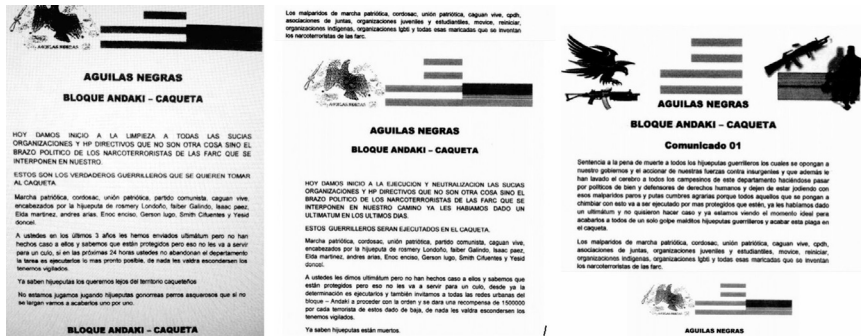 AGUILAS NEGRAS
AGUILAS NEGRAS
BLOQUE ANDAKI – CAQUETA
HOY DAMOS INICIO A LA LIMPIEZA A TODAS LAS SUCIAS
ORGANIZACIONES Y HP DIRECTIVOS QUE NO SON OTRA COSA SINO EL
BRAZO POLITICO DE LOS NARCOTERRORISTAS DE LAS FARC QUE SE
INTERPONEN EN NUESTRO.
ESTOS SON LOS VERDADEROS GUERRILLEROS QUE SE QUIEREN TOMAR
AL CAQUETA.
Marcha patriótica, cordosac, unión patriótica, partido comunista, caguan vive,
encabezados por la hijueputa de rosmery Londoño, faiber Galindo, Isaac paez,
Elda martinez, andres arias, Enoc enciso, Gerson lugo, Smith Cifuentes y Yesid
doncel.
A ustedes en los últimos 3 años les hemos enviados ultimátum pero no han
hechos caso a ellos y sabemos que están protegidos pero eso no les va a servir
para un culo, si en las próximas 24 horas ustedes no abandonan el departamento
la tarea es ejecutarlos lo mas pronto posible, de nada les valdra escondersen los
tenemos vigilados.
Ya saben hijueputas los queremos lejos del territorio caqueteños
No estamos jugamos jugando hijueputas gonorreas perros asquerosos que si no
se largan vamos a acabarlos uno por uno.
BLOQUE ANDAKI – CAQUETA
Los malparidos de marcha patriótica, cordosac, unión patriótica, caguan vive, cpdh,
asociaciones de juntas, organizaciones juveniles y estudiantiles, movice, reiniciar,
organizaciones indígenas, organizaciones lgbti y todas esas maricadas que se inventan
los narcoterroristas de las farc.
AGUILAS NEGRAS
AGUILAS NEGRAS
BLOQUE ANDAKI – CAQUETA
HOY DAMOS INICIO A LA EJECUCION Y NEUTRALIZACION LAS SUCIAS
ORGANIZACIONES Y HP DIRECTIVOS QUE NO SON OTRA COSA SINO EL
BRAZO POLITICO DE LOS NARCOTERRORISTAS DE LAS FARC QUE SE
INTERPONEN EN NUESTRO CAMINO YA LES HABIAMOS DADO UN
ULTIMATUM EN LOS ULTIMOS DIAS.
ESTOS GUERRILLEROS SERAN EJECUTADOS EN EL CAQUETA.
Marcha patriótica, cordosac, unión patriótica, partido comunista, caguan vive,
encabezados por la hijueputa de rosmery Londoño, faiber Galindo, Isaac paez,
Elda martinez, andres arias, Enoc enciso, Gerson lugo, Smith Cifuentes y Yesid
doncel.
A ustedes les dimos ultimátum pero no han hechos caso a ellos y sabemos que
están protegidos pero eso no les va a servir para un culo, desde ya la
determinación es ejecutarlos y también invitamos a todas las redes urbanas del
bloque – Andaki a proceder con la orden y se dara una recompensa de 1500000
por cada terrorista de estos dado de baja, de nada les valdra escondersen los
tenemos vigilados.
Ya saben hijueputas están muertos.
AGUILAS NEGRAS
BLOQUE ANDAKI – CAQUETA
Comunicado 01
Sentencia a la pena de muerte a todos los hijueputas guerrilleros los cuales se opongan a
nuestro gobiernos y el accionar de nuestras fuerzas contra insurgentes y que además le
han lavado el cerebro a todos los campesinos de este departamento haciéndose pasar
por políticos de bien y defensores de derechos humanos y dejen de estar jodiendo con
esos malparidos paros y putas cumbres agrarias porque todos aquellos que se pongan a
chimbiar con esto va a ser ejecutado por mas protegidos que estén, ya les habíamos dado
un ultimátum y no quisieron hacer caso y ya estamos viendo el momento ideal para
acabarlos a todos de un solo golpe malditos hijueputas guerrilleros y acabar esta plaga en
el caqueta.
Los malparidos de marcha patriótica, cordosac, unión patriótica, caguan vive, cpdh,
asociaciones de juntas, organizaciones juveniles y estudiantiles, movice, reiniciar,
organizaciones indígenas, organizaciones lgbti y todas esas maricadas que se inventan
los narcoterroristas de las farc.
AGUILAS NEGRAS